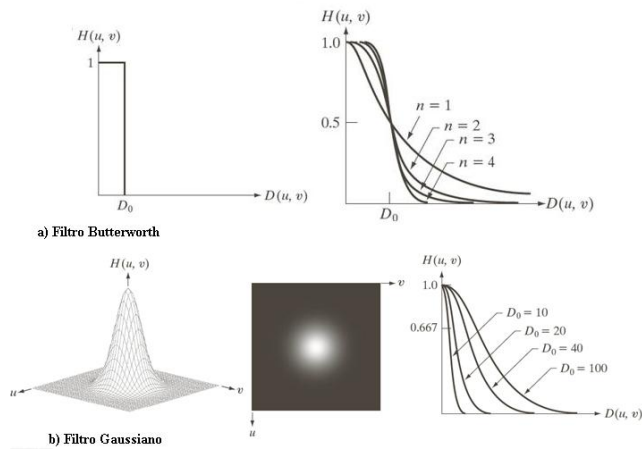 H(u, v)
1
D₀
D(u, v)
H(u, v)
1.0
0.5
n = 1
n = 2
n = 3
n = 4
D₀
D(u, v)
a) Filtro Butterworth
H(u, v)
u
v
v
u
H(u, v)
1.0
0.667
D₀ = 10
D₀ = 20
D₀ = 40
D₀ = 100
D(u, v)
b) Filtro Gaussiano